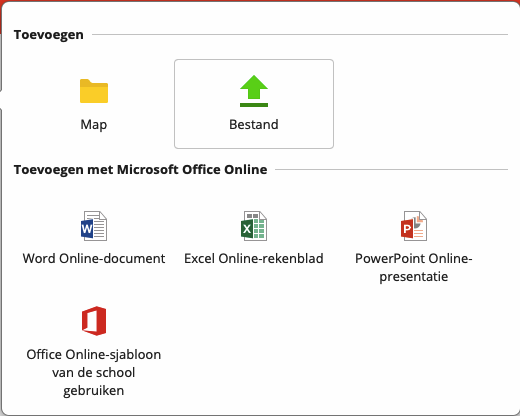 Toevoegen
Map
Bestand
Toevoegen met Microsoft Office Online
Word Online-document
Excel Online-rekenblad
PowerPoint Online-
presentatie
Office Online-sjabloon
van de school
gebruiken